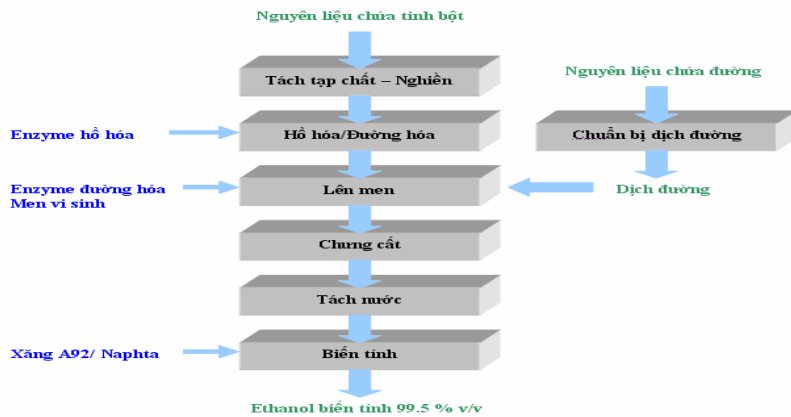 Nguyên liệu chứa tinh bột
Tách tạp chất – Nghiền
Nguyên liệu chứa đường
Enzyme hồ hóa
Hồ hóa/Đường hóa
Chuẩn bị dịch đường
Enzyme đường hóa
Men vi sinh
Lên men
Dịch đường
Chưng cất
Tách nước
Xăng A92/ Naphta
Biến tính
Ethanol biến tính 99.5 % v/v